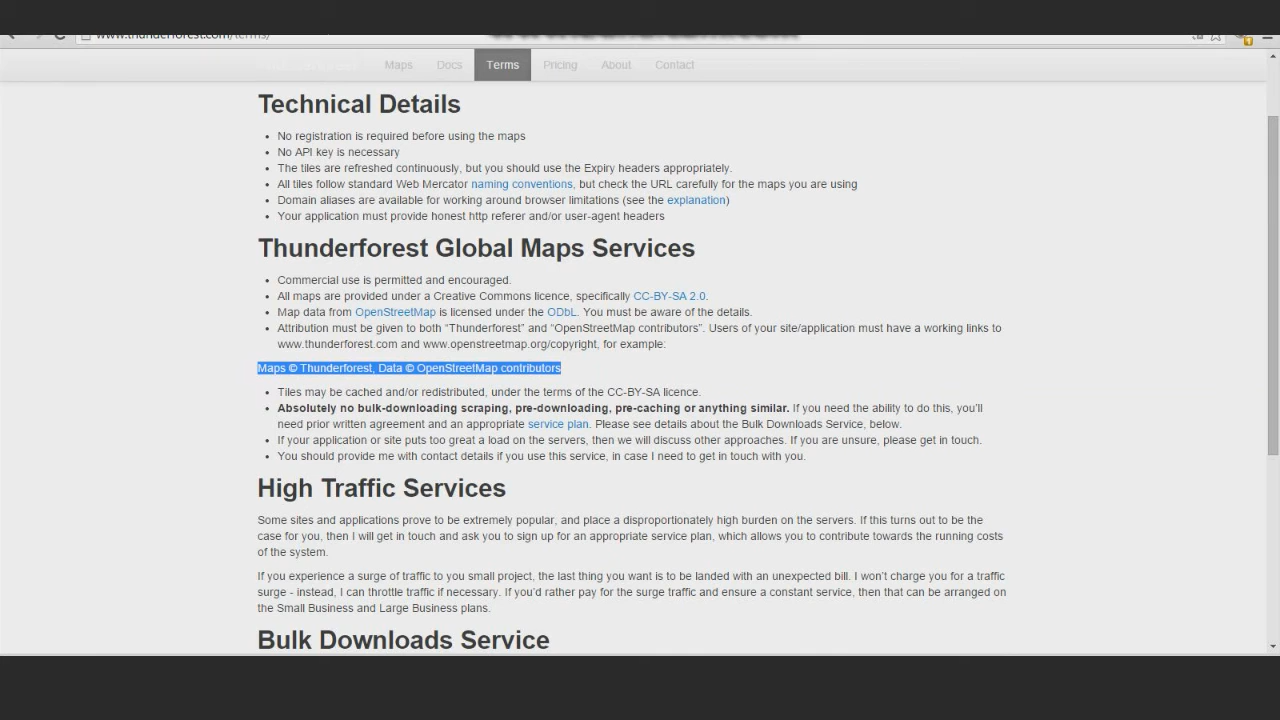 www.thunderforest.com/terms/
Maps Docs Terms Pricing About Contact
Technical Details
• No registration is required before using the maps
• No API key is necessary
• The tiles are refreshed continuously, but you should use the Expiry headers appropriately.
• All tiles follow standard Web Mercator naming conventions, but check the URL carefully for the maps you are using
• Domain aliases are available for working around browser limitations (see the explanation)
• Your application must provide honest http referer and/or user-agent headers
Thunderforest Global Maps Services
• Commercial use is permitted and encouraged.
• All maps are provided under a Creative Commons licence, specifically CC-BY-SA 2.0.
• Map data from OpenStreetMap is licensed under the ODbL. You must be aware of the details.
• Attribution must be given to both “Thunderforest” and “OpenStreetMap contributors”. Users of your site/application must have a working links to
www.thunderforest.com and www.openstreetmap.org/copyright, for example:
Maps © Thunderforest, Data © OpenStreetMap contributors
• Tiles may be cached and/or redistributed, under the terms of the CC-BY-SA licence.
• Absolutely no bulk-downloading scraping, pre-downloading, pre-caching or anything similar. If you need the ability to do this, you’ll
need prior written agreement and an appropriate service plan. Please see details about the Bulk Downloads Service, below.
• If your application or site puts too great a load on the servers, then we will discuss other approaches. If you are unsure, please get in touch.
• You should provide me with contact details if you use this service, in case I need to get in touch with you.
High Traffic Services
Some sites and applications prove to be extremely popular, and place a disproportionately high burden on the servers. If this turns out to be the
case for you, then I will get in touch and ask you to sign up for an appropriate service plan, which allows you to contribute towards the running costs
of the system.
If you experience a surge of traffic to you small project, the last thing you want is to be landed with an unexpected bill. I won’t charge you for a traffic
surge - instead, I can throttle traffic if necessary. If you’d rather pay for the surge traffic and ensure a constant service, then that can be arranged on
the Small Business and Large Business plans.
Bulk Downloads Service